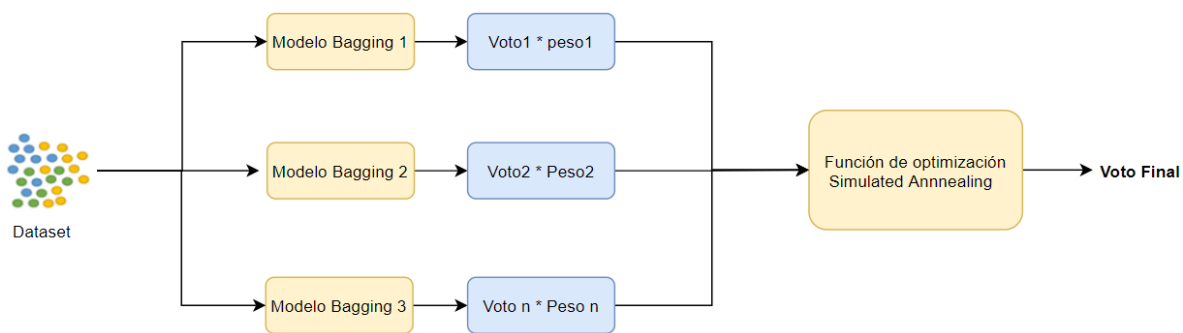 Modelo Bagging 1
Voto1 * peso1
Dataset
Modelo Bagging 2
Voto2 * Peso2
Función de optimización
Simulated Annnealing
Voto Final
Modelo Bagging 3
Voto n * Peso n